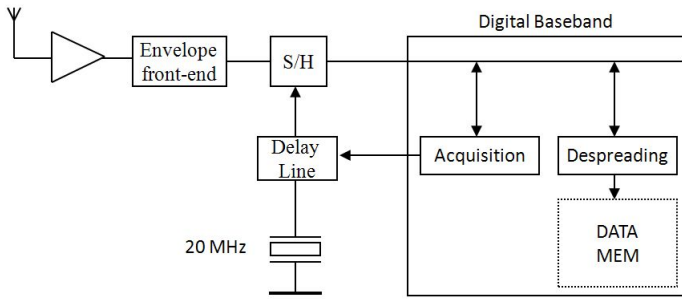 Digital Baseband
Envelope
front-end
S/H
Delay
Line
Acquisition
Despreading
20 MHz
DATA
MEM